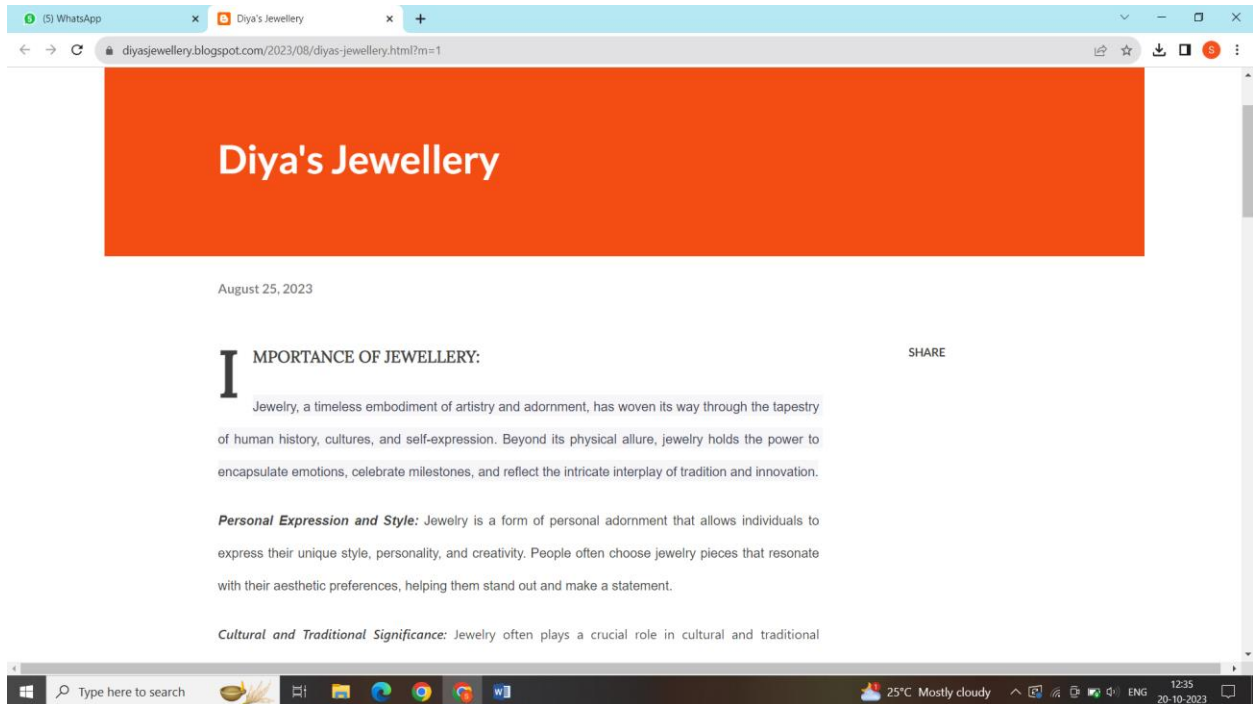 (5) WhatsApp
Diya's Jewellery
diyasjewellery.blogspot.com/2023/08/diyas-jewellery.html?m=1
S
Diya's Jewellery
August 25, 2023
IMPORTANCE OF JEWELLERY:
SHARE
Jewelry, a timeless embodiment of artistry and adornment, has woven its way through the tapestry
of human history, cultures, and self-expression. Beyond its physical allure, jewelry holds the power to
encapsulate emotions, celebrate milestones, and reflect the intricate interplay of tradition and innovation.
Personal Expression and Style: Jewelry is a form of personal adornment that allows individuals to
express their unique style, personality, and creativity. People often choose jewelry pieces that resonate
with their aesthetic preferences, helping them stand out and make a statement.
Cultural and Traditional Significance: Jewelry often plays a crucial role in cultural and traditional
Type here to search
25°C Mostly cloudy
ENG
12:35
20-10-2023